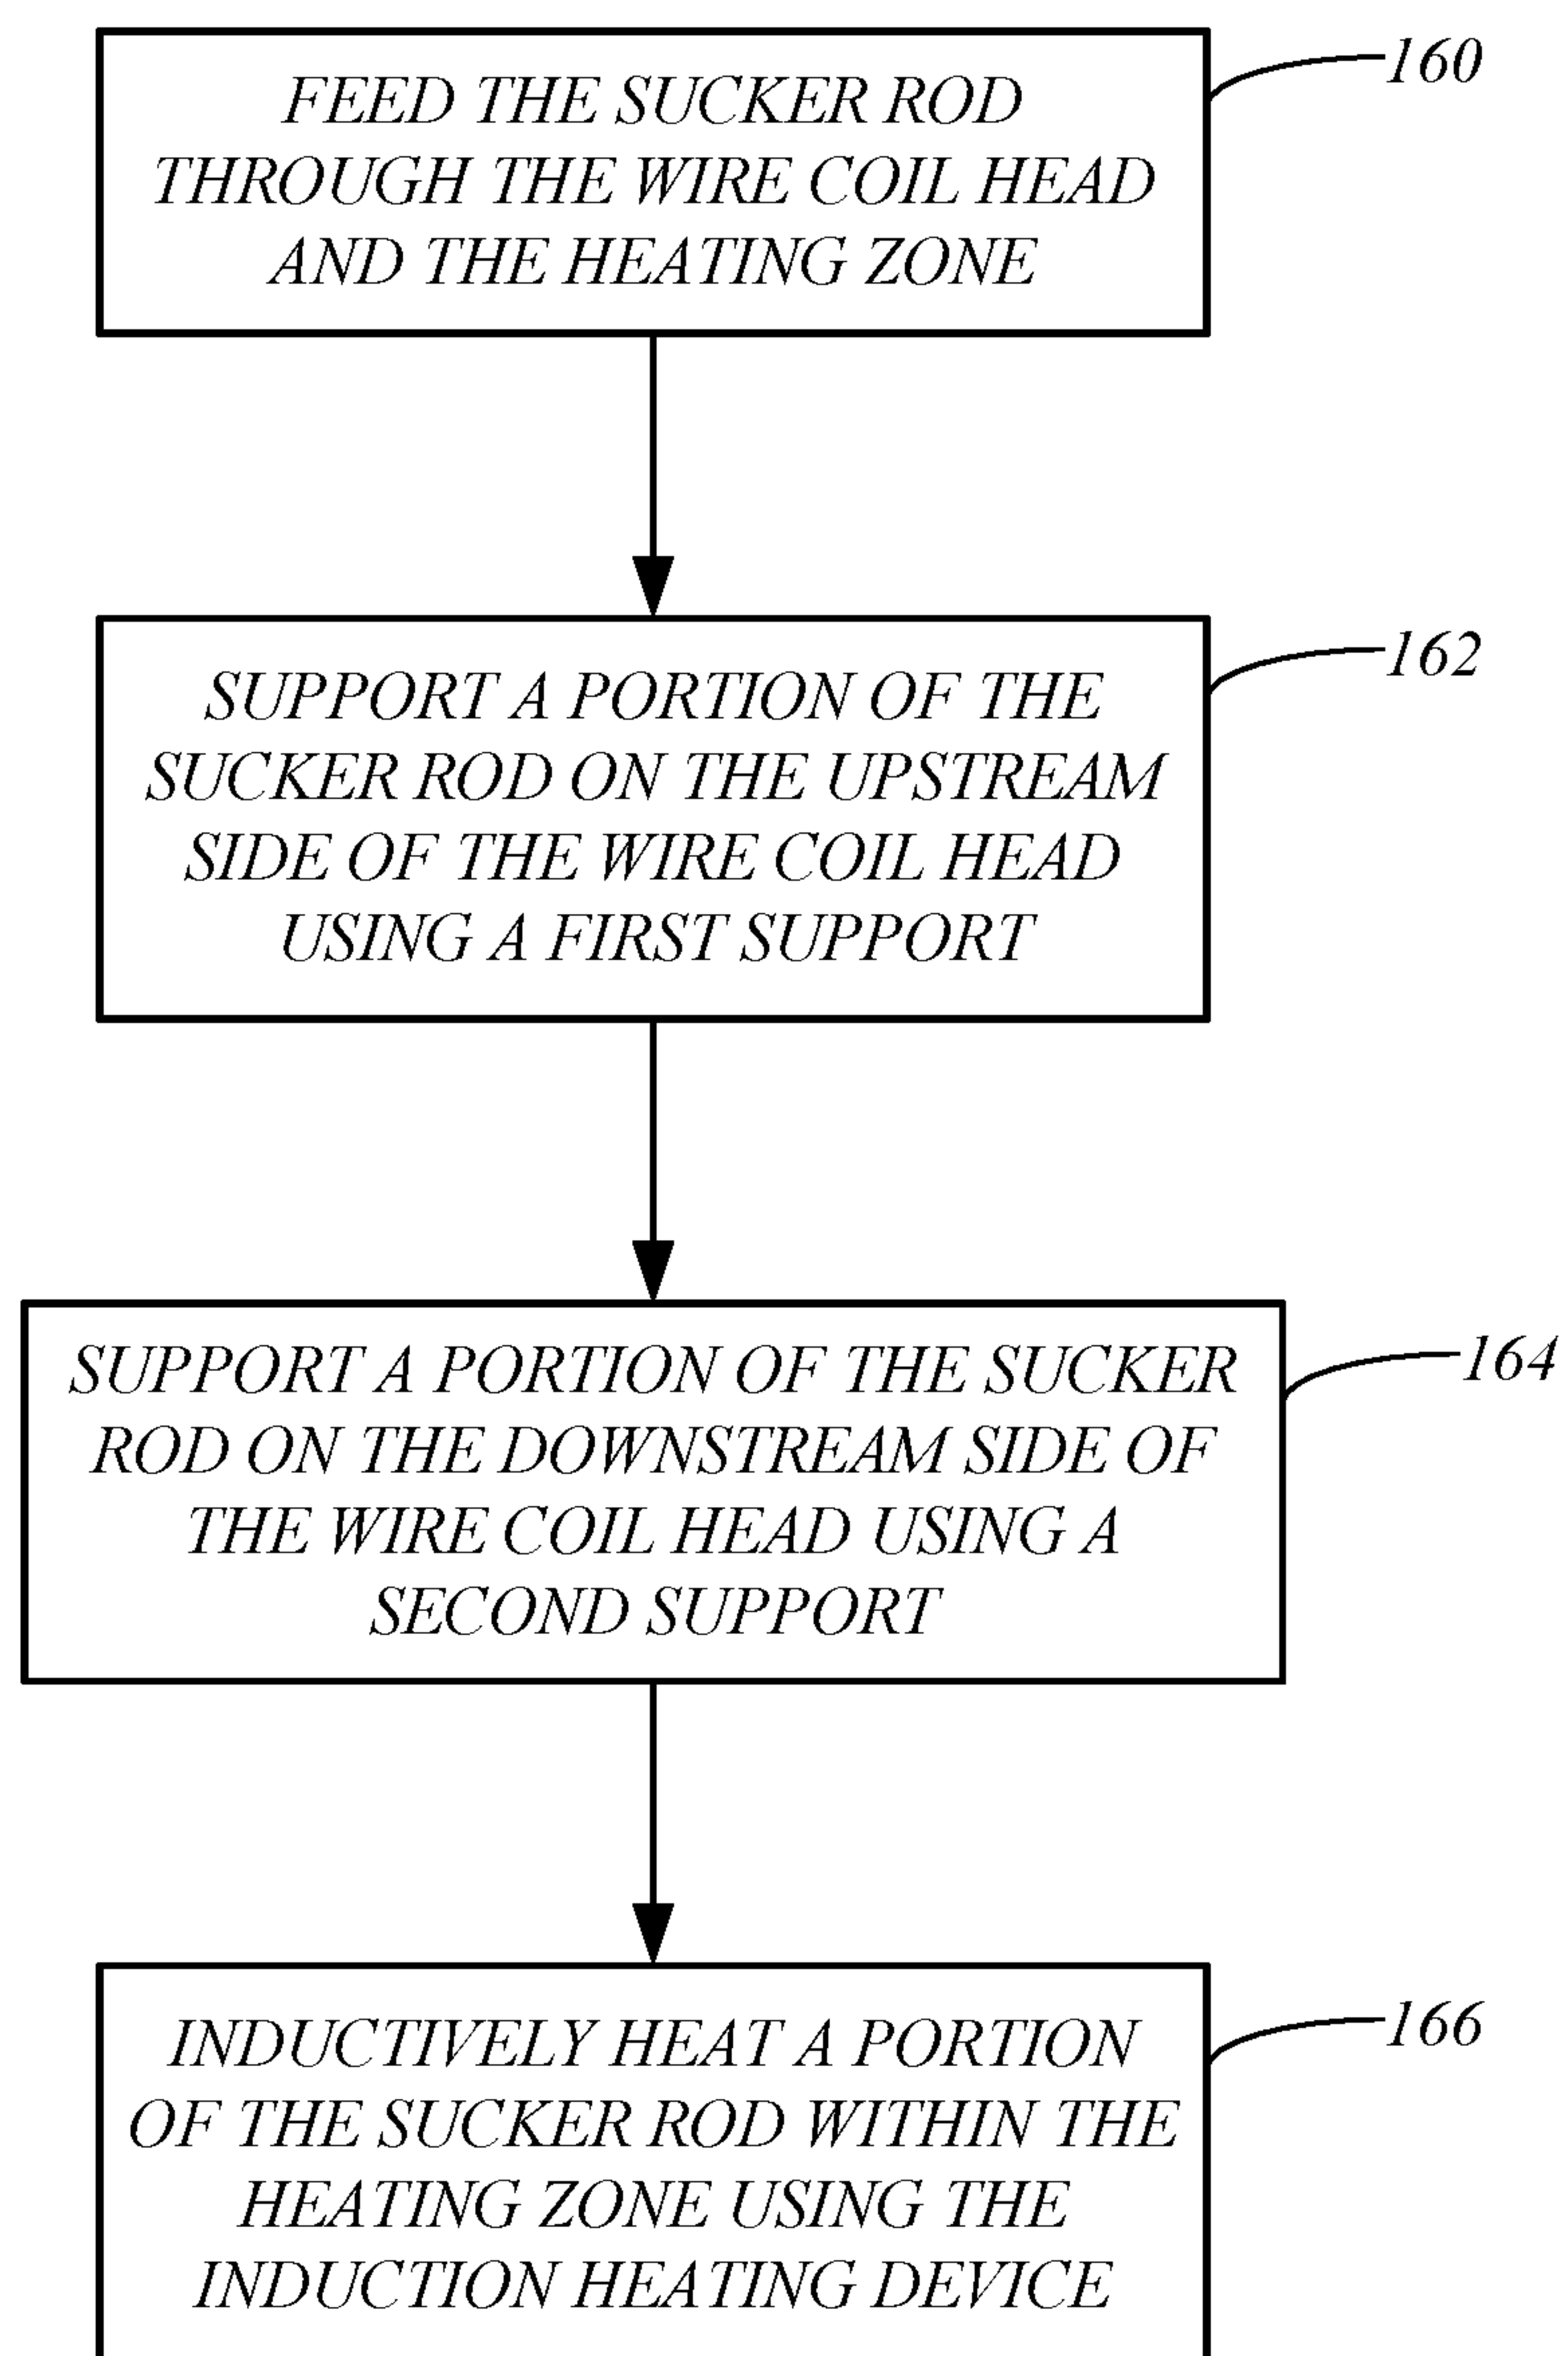 FEED THE SUCKER ROD
THROUGH THE WIRE COIL HEAD
AND THE HEATING ZONE
160
SUPPORT A PORTION OF THE
SUCKER ROD ON THE UPSTREAM
SIDE OF THE WIRE COIL HEAD
USING A FIRST SUPPORT
162
SUPPORT A PORTION OF THE SUCKER
ROD ON THE DOWNSTREAM SIDE OF
THE WIRE COIL HEAD USING A
SECOND SUPPORT
164
INDUCTIVELY HEAT A PORTION
OF THE SUCKER ROD WITHIN THE
HEATING ZONE USING THE
INDUCTION HEATING DEVICE
166